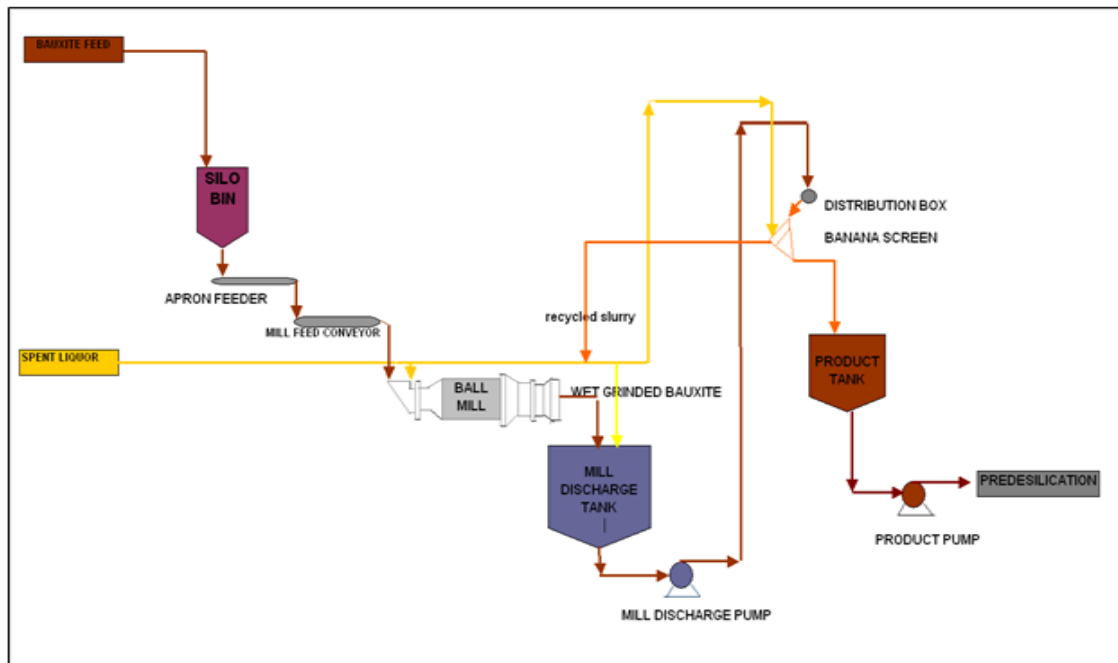 BAUXITE FEED
SILO
BIN
DISTRIBUTION BOX
BANANA SCREEN
APRON FEEDER
recycled slurry
MILL FEED CONVEYOR
SPENT LIQUOR
PRODUCT
TANK
BALL
MILL
WET GRINDED BAUXITE
MILL
DISCHARGE
TANK
PREDESILICATION
PRODUCT PUMP
MILL DISCHARGE PUMP